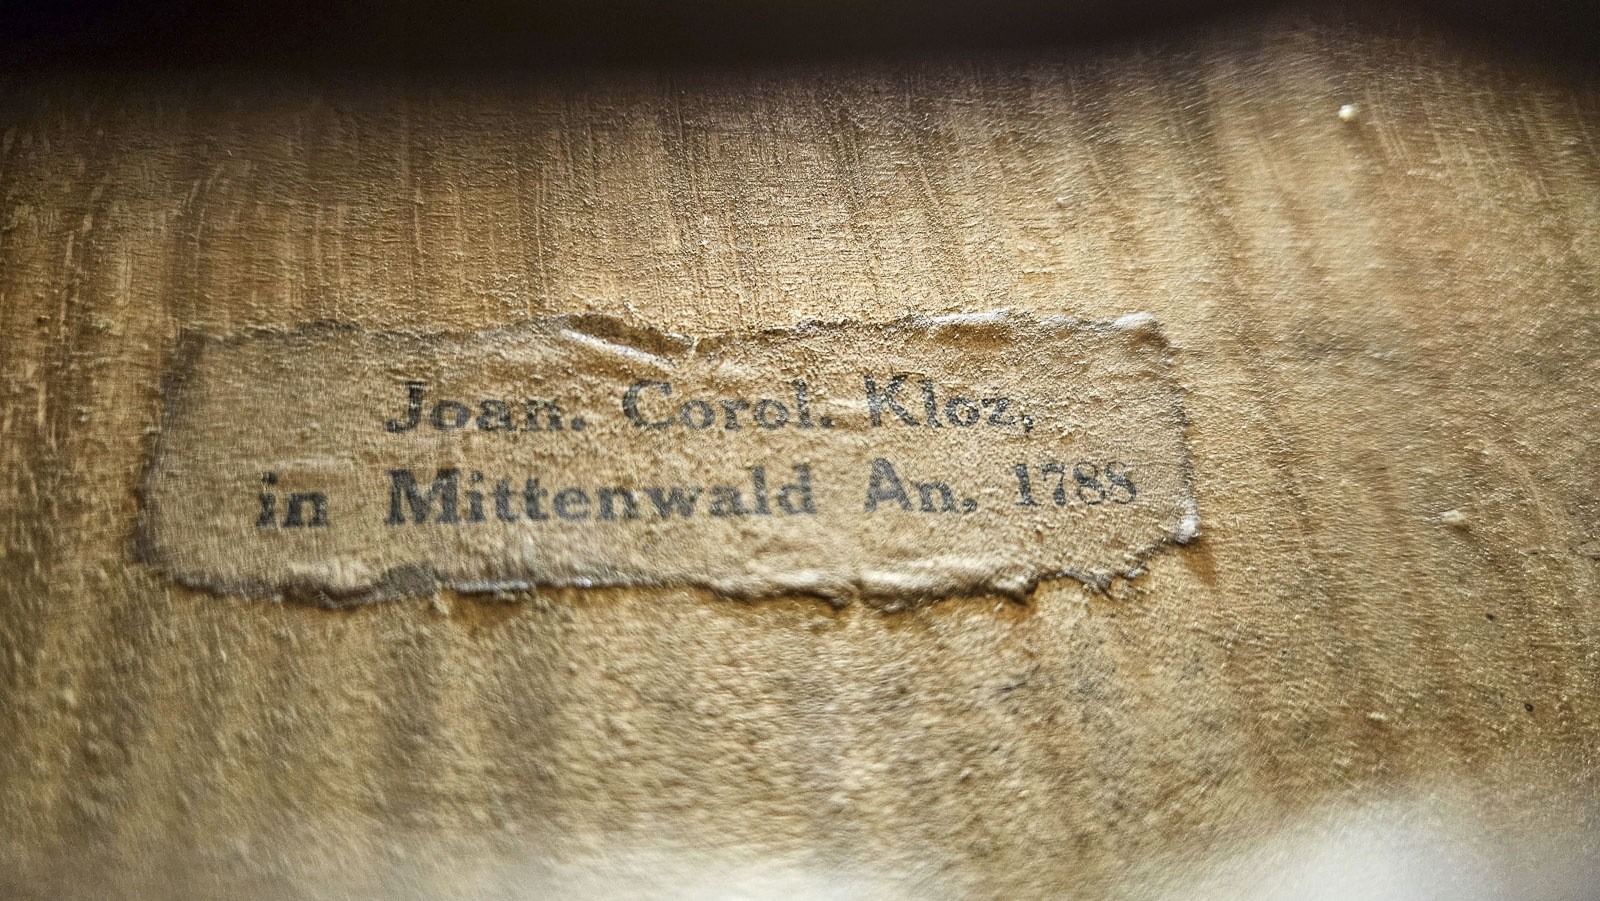 Joan. Corol. Kloz,
in Mittenwald An. 1788